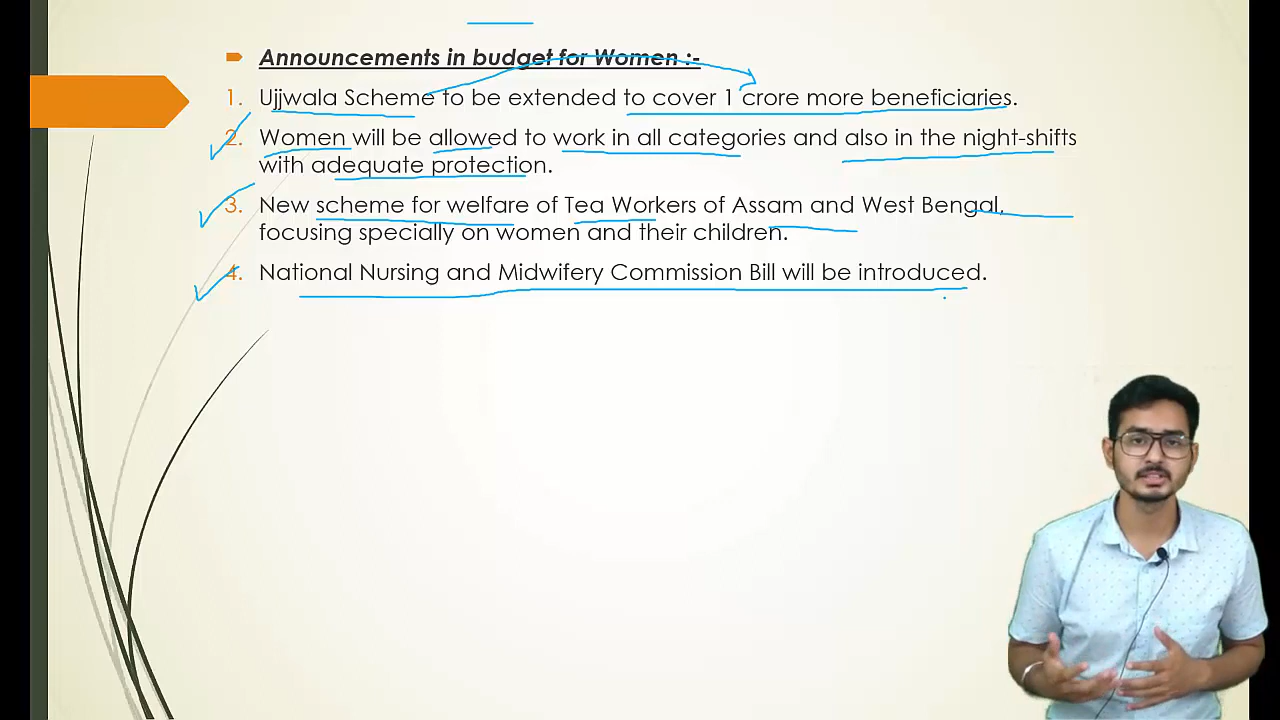 Announcements in budget for Women :-
1. Ujjwala Scheme to be extended to cover 1 crore more beneficiaries.
2. Women will be allowed to work in all categories and also in the night-shifts
with adequate protection.
3. New scheme for welfare of Tea Workers of Assam and West Bengal,
focusing specially on women and their children.
4. National Nursing and Midwifery Commission Bill will be introduced.